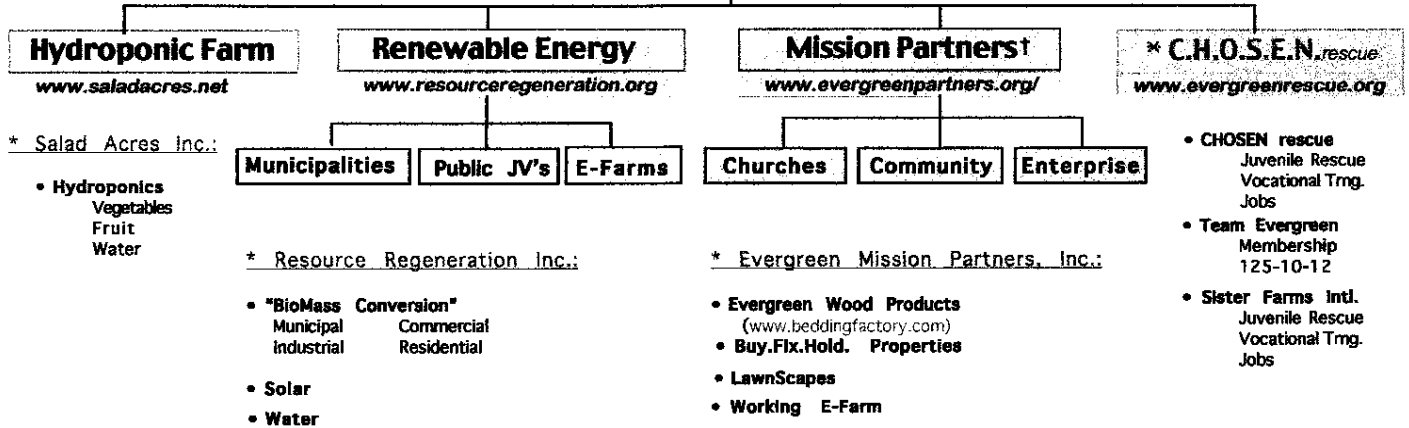 Hydroponic Farm
www.saladacres.net
* Salad Acres Inc.:
• Hydroponics
Vegetables
Fruit
Water
Renewable Energy
www.resourceregeneration.org
Municipalities
Public JV's
E-Farms
* Resource Regeneration Inc.:
• "BioMass Conversion"
Municipal Commercial
Industrial Residential
• Solar
• Water
Mission Partners†
www.evergreenpartners.org/
Churches
Community
Enterprise
* Evergreen Mission Partners, Inc.:
• Evergreen Wood Products
(www.beddingfactory.com)
• Buy.Fix.Hold. Properties
• LawnScapes
• Working E-Farm
* C.H.O.S.E.N.rescue
www.evergreenrescue.org
• CHOSEN rescue
Juvenile Rescue
Vocational Trng.
Jobs
• Team Evergreen
Membership
125-10-12
• Sister Farms Intl.
Juvenile Rescue
Vocational Trng.
Jobs